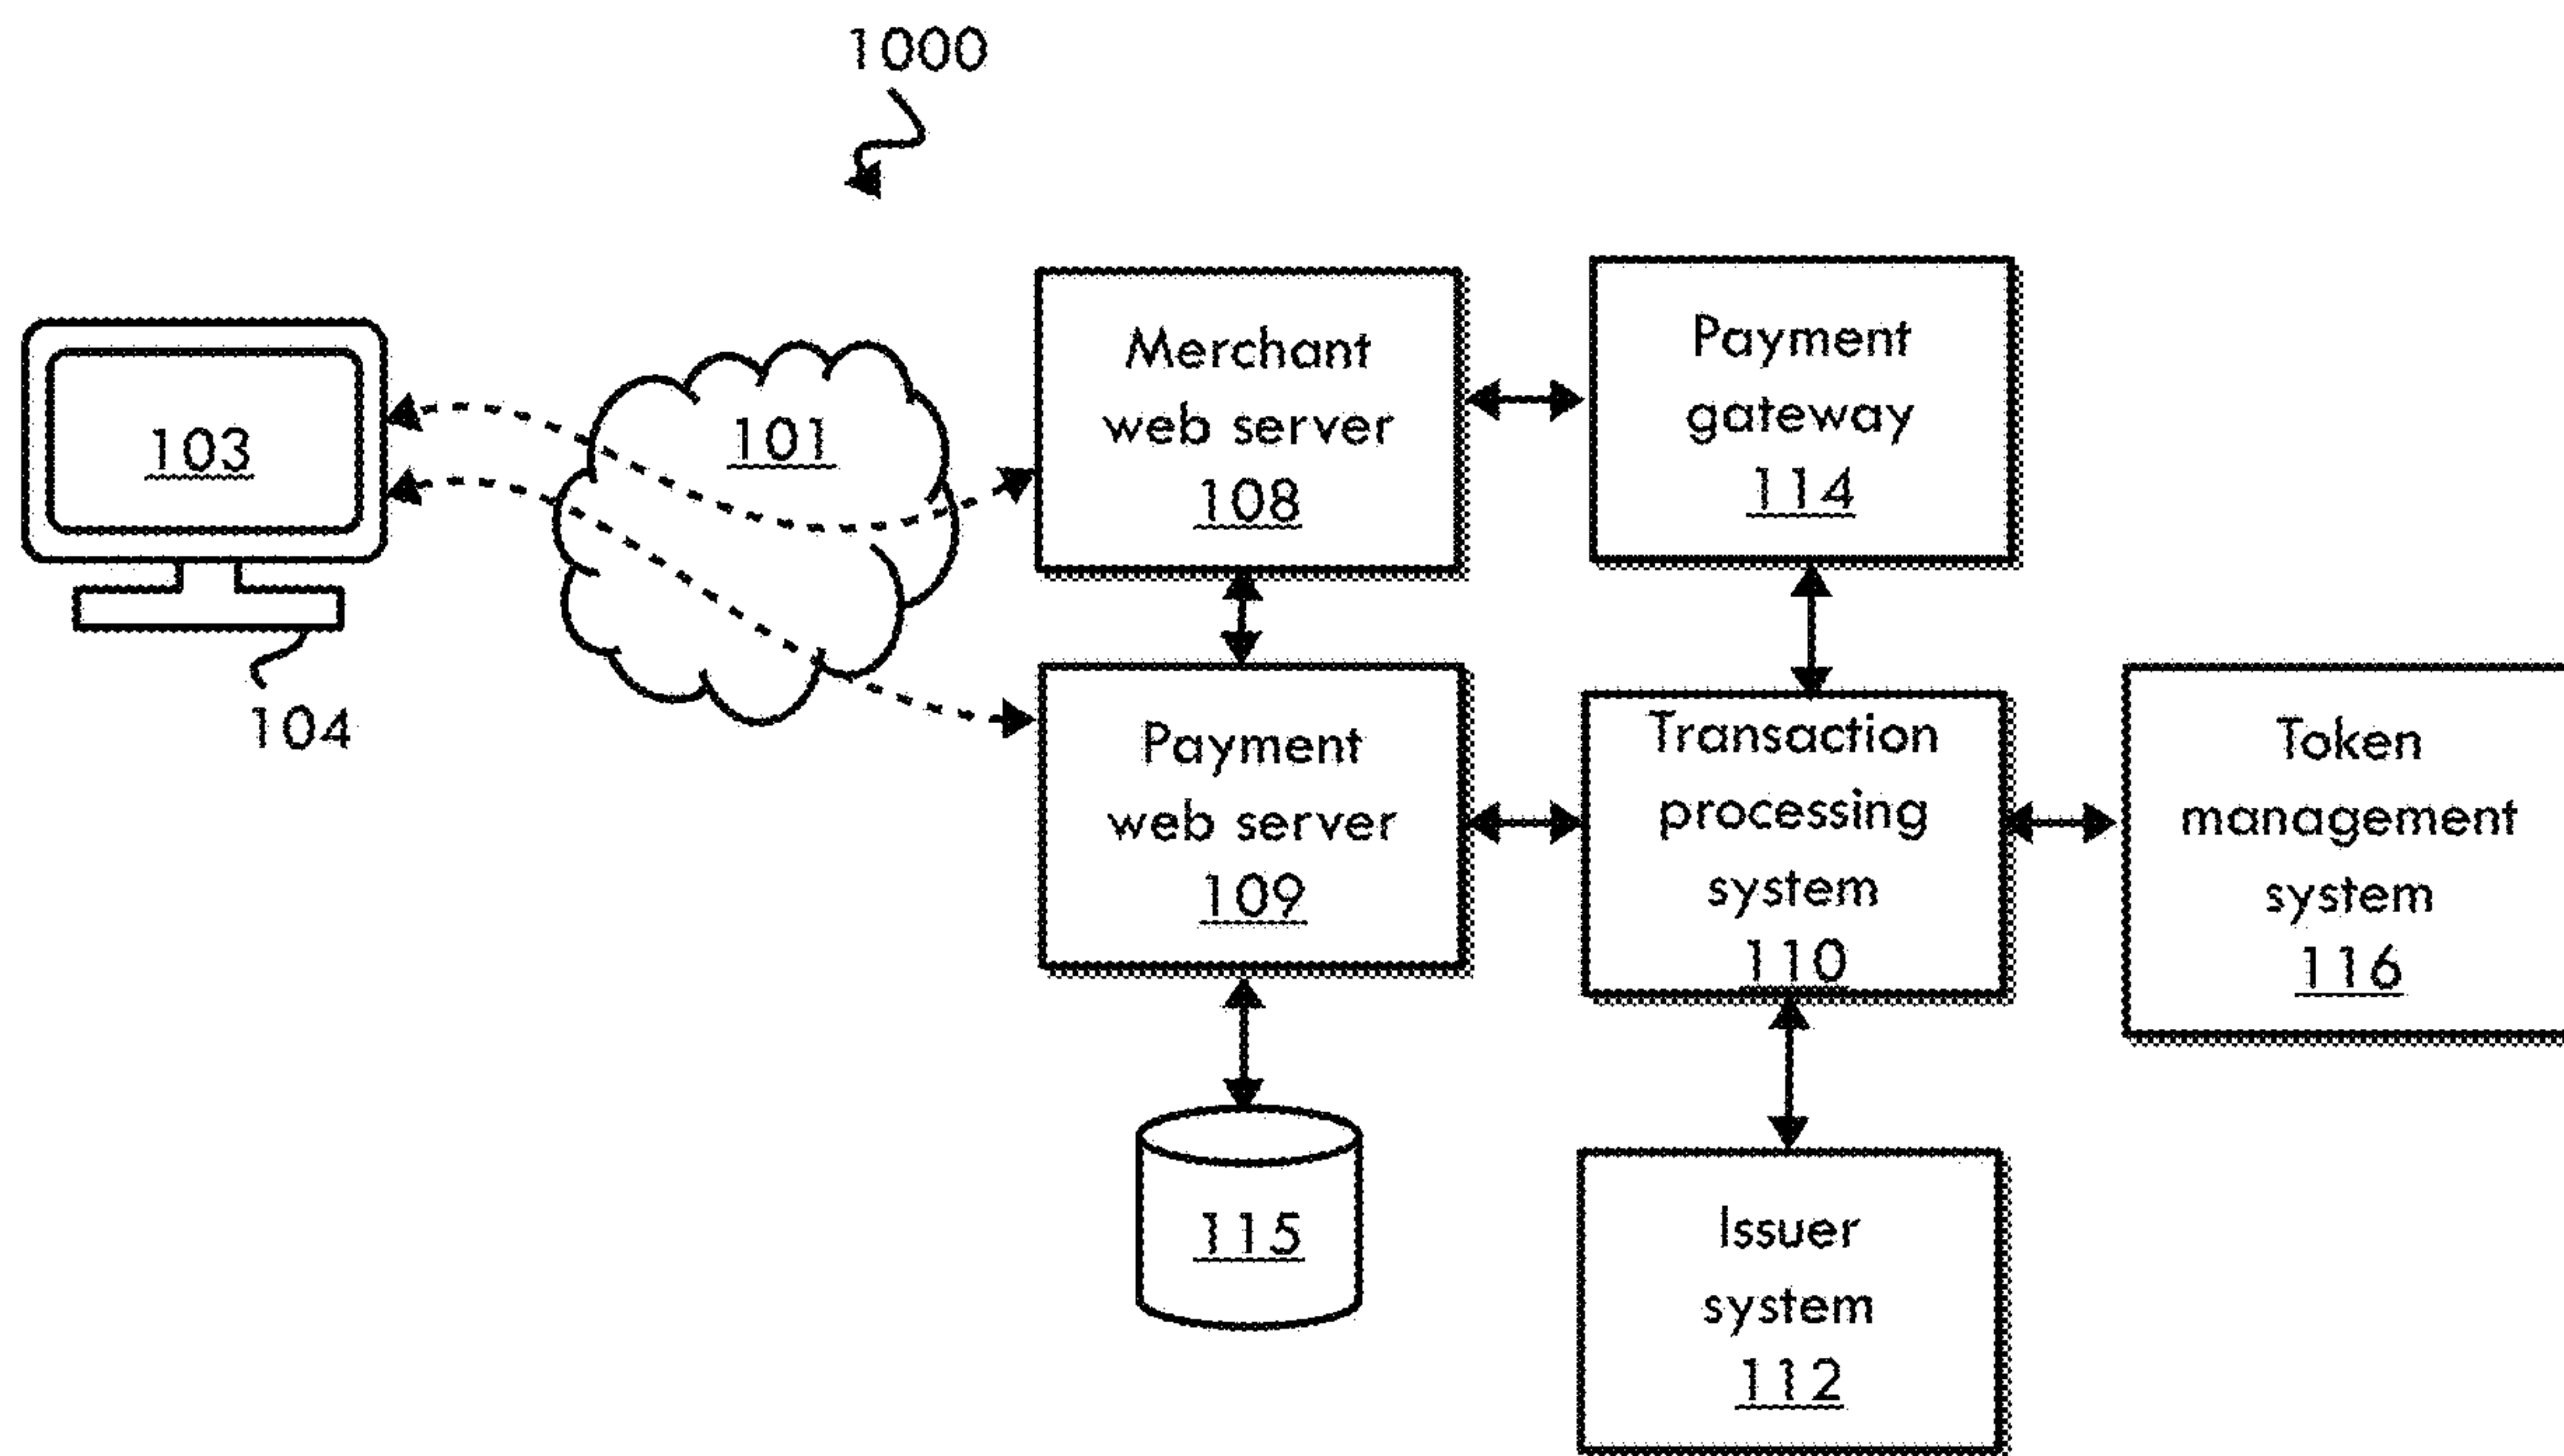 1000
103
104
101
Merchant
web server
108
Payment
gateway
114
Payment
web server
109
Transaction
processing
system
110
Token
management
system
116
115
Issuer
system
112